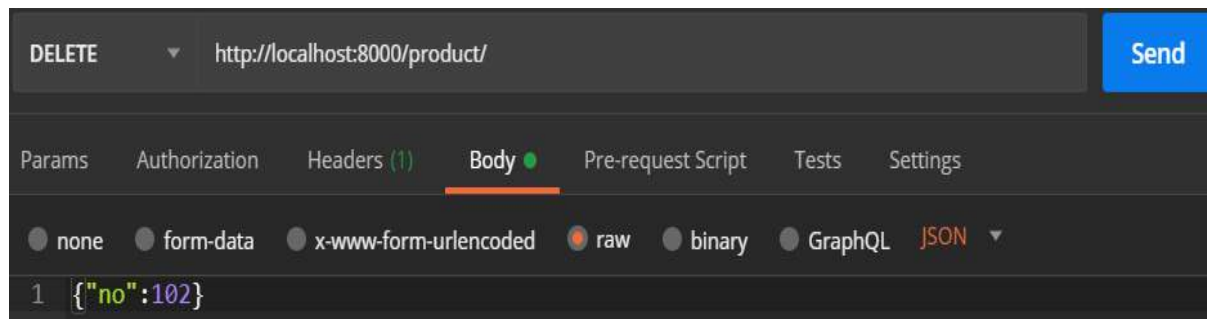 DELETE http://localhost:8000/product/ Send
Params Authorization Headers (1) Body Pre-request Script Tests Settings
none form-data x-www-form-urlencoded raw binary GraphQL JSON
1 {"no":102}